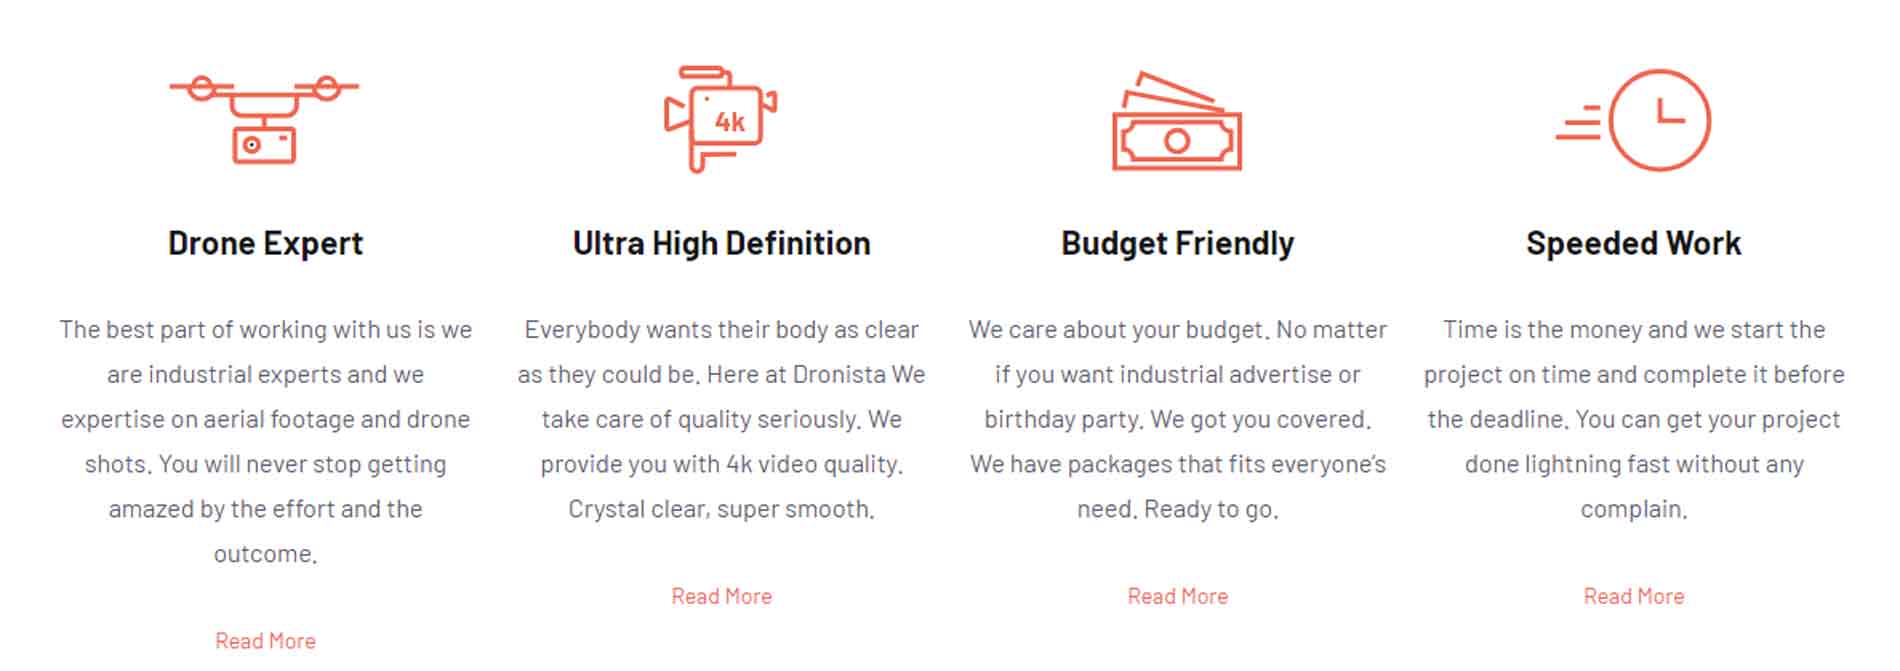 4k
Drone Expert
The best part of working with us is we
are industrial experts and we
expertise on aerial footage and drone
shots. You will never stop getting
amazed by the effort and the
outcome.
Read More
Ultra High Definition
Everybody wants their body as clear
as they could be. Here at Dronista We
take care of quality seriously. We
provide you with 4k video quality.
Crystal clear, super smooth.
Read More
Budget Friendly
We care about your budget. No matter
if you want industrial advertise or
birthday party. We got you covered.
We have packages that fits everyone's
need. Ready to go.
Read More
Speeded Work
Time is the money and we start the
project on time and complete it before
the deadline. You can get your project
done lightning fast without any
complain.
Read More